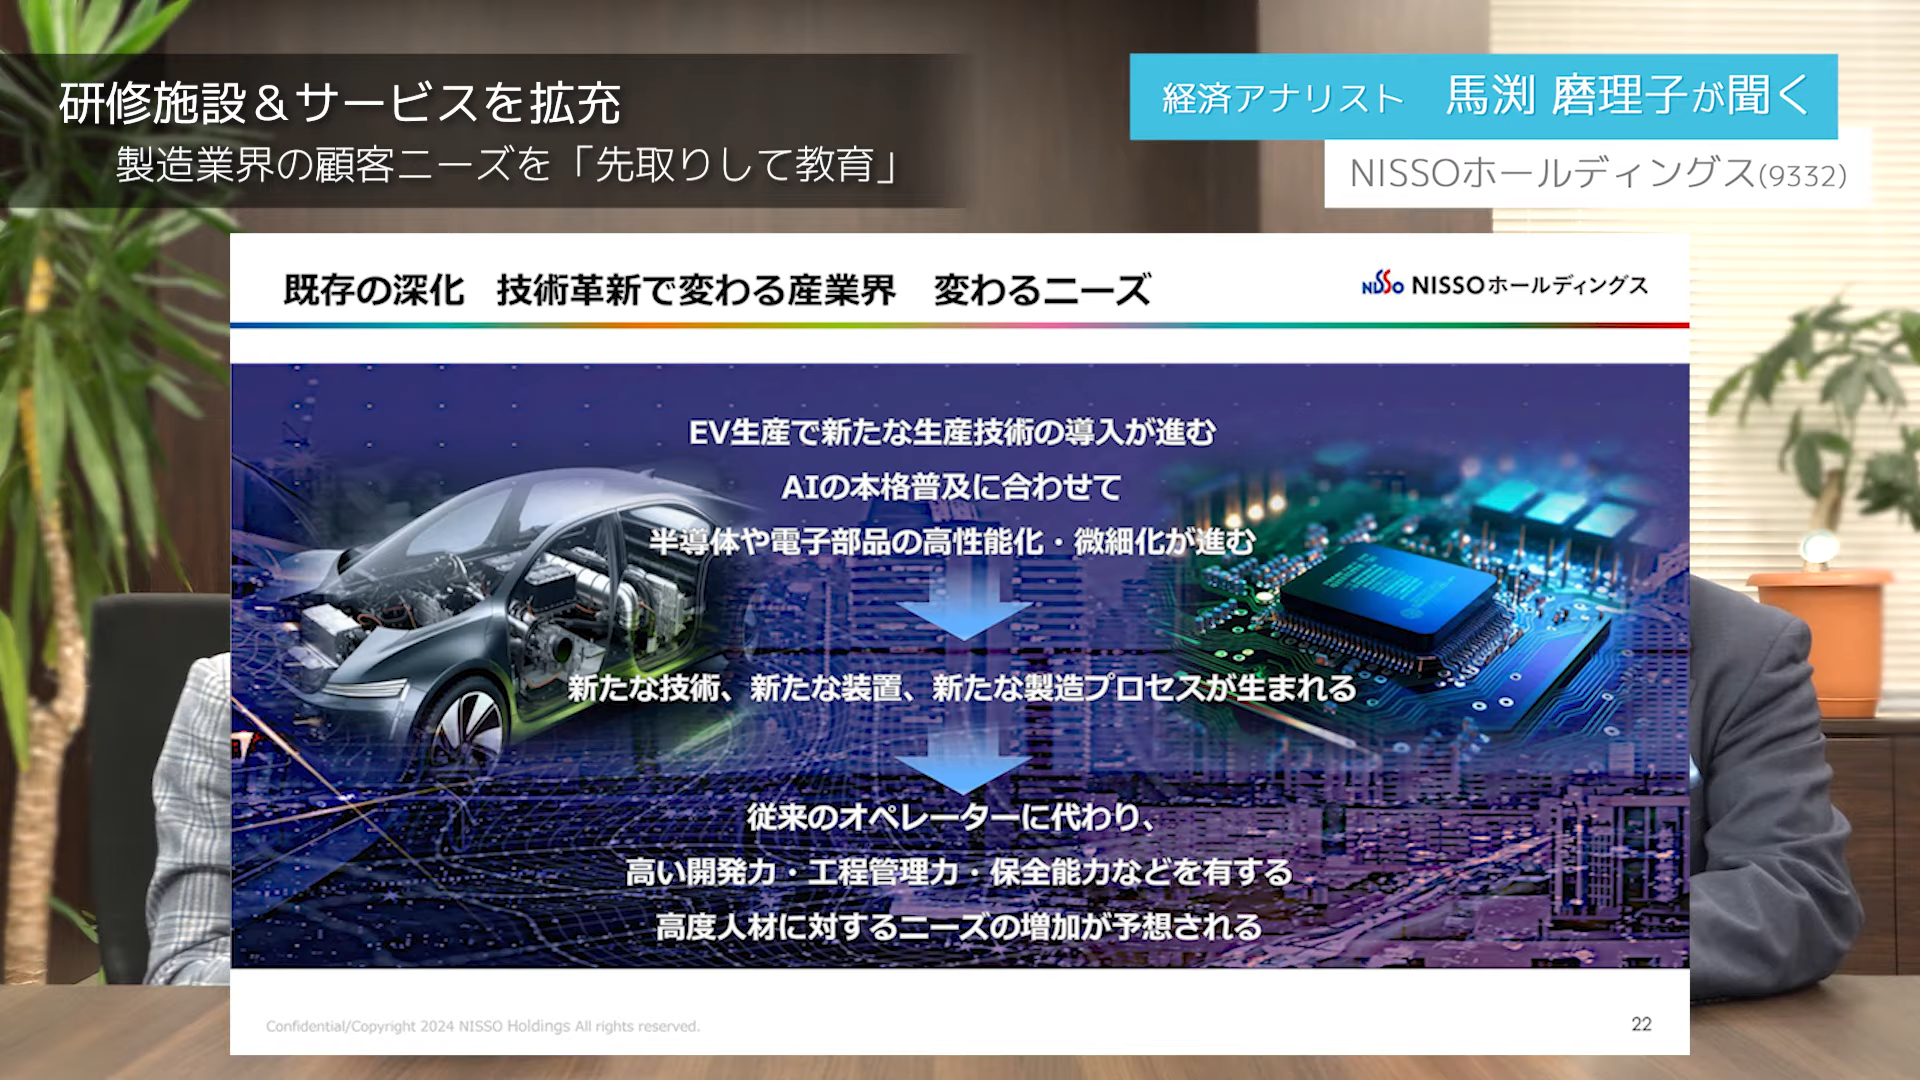 研修施設＆サービスを拡充
製造業界の顧客ニーズを「先取りして教育」
経済アナリスト 馬渕 磨理子が聞く
NISSOホールディングス(9332)
既存の深化 技術革新で変わる産業界 変わるニーズ
NISSO NISSOホールディングス
EV生産で新たな生産技術の導入が進む
AIの本格普及に合わせて
半導体や電子部品の高性能化・微細化が進む
新たな技術、新たな装置、新たな製造プロセスが生まれる
従来のオペレーターに代わり、
高い開発力・工程管理力・保全能力などを有する
高度人材に対するニーズの増加が予想される
Confidential/Copyright 2024 NISSO Holdings All rights reserved.
22